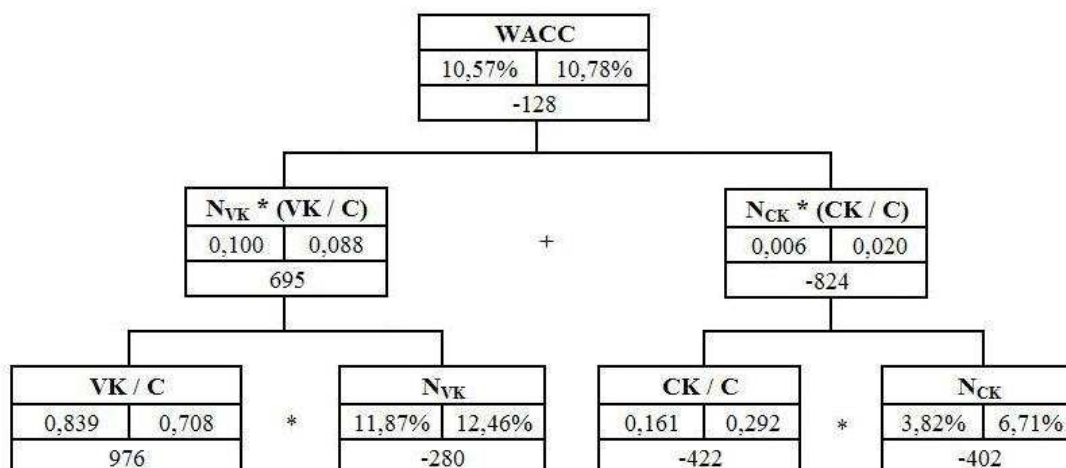 WACC
10,57% 10,78%
-128
N_VK * (VK / C)
0,100 0,088
695
+
N_CK * (CK / C)
0,006 0,020
-824
VK / C
0,839 0,708
976
*
N_VK
11,87% 12,46%
-280
CK / C
0,161 0,292
-422
*
N_CK
3,82% 6,71%
-402